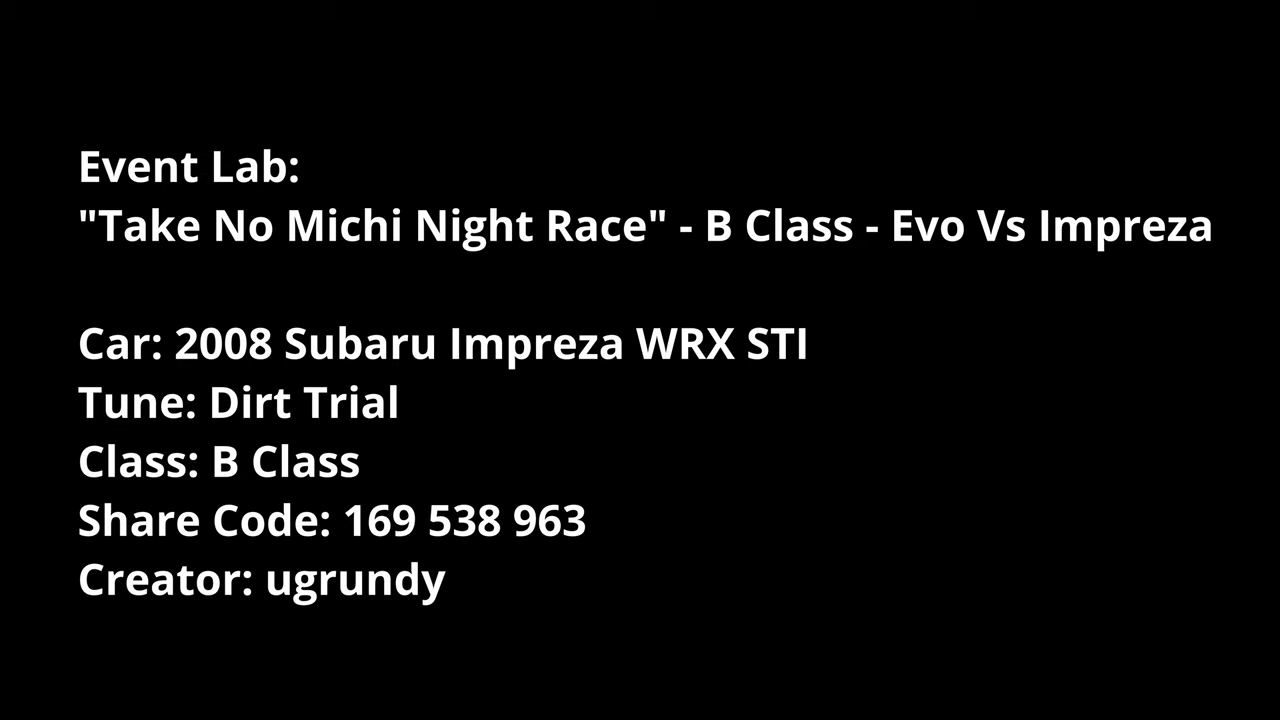 Event Lab:
"Take No Michi Night Race" - B Class - Evo Vs Impreza
Car: 2008 Subaru Impreza WRX STI
Tune: Dirt Trial
Class: B Class
Share Code: 169 538 963
Creator: ugrundy